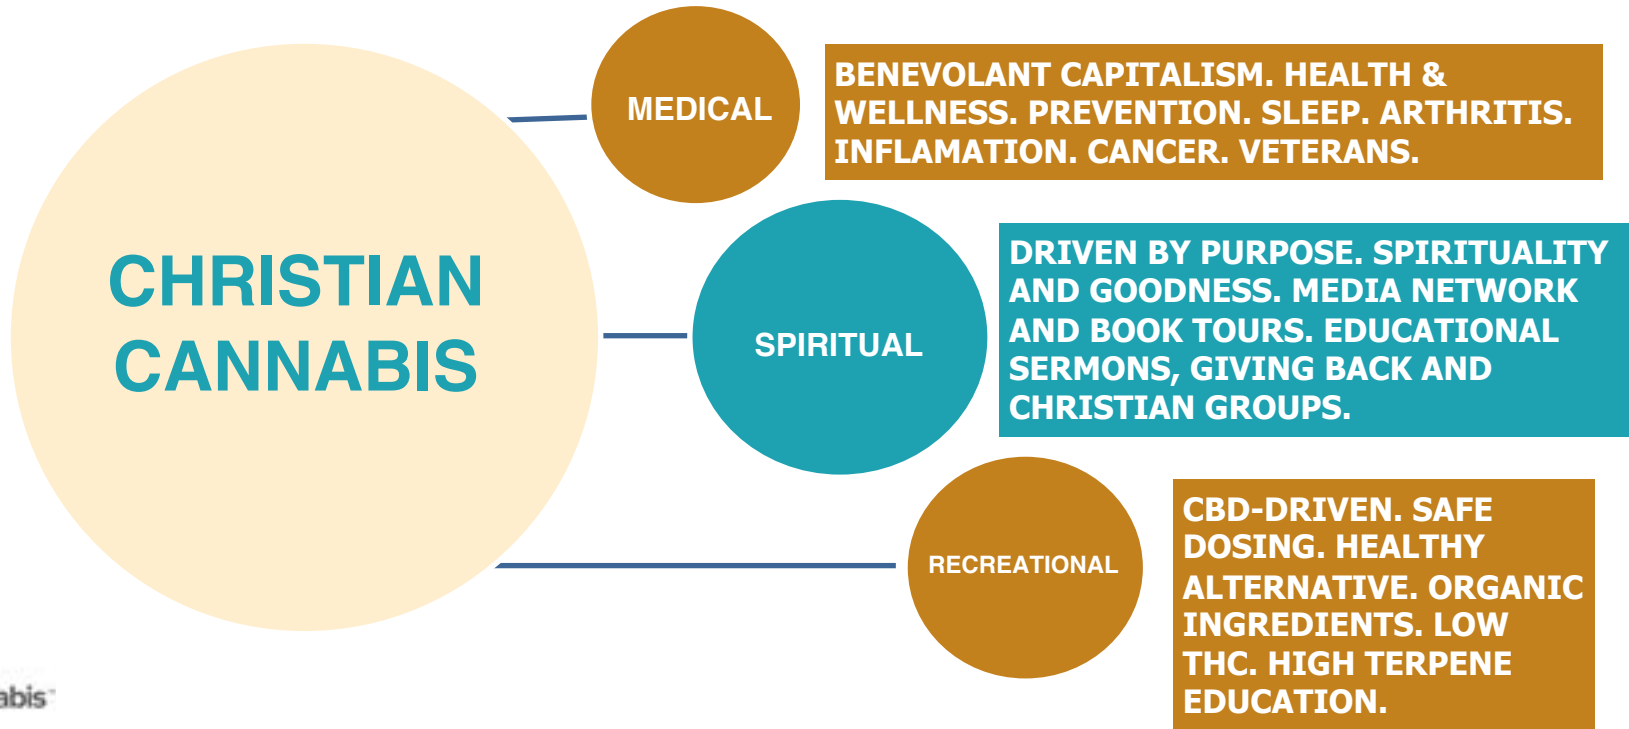 CHRISTIAN
CANNABIS
MEDICAL
BENEVOLANT CAPITALISM. HEALTH &
WELLNESS. PREVENTION. SLEEP. ARTHRITIS.
INFLAMATION. CANCER. VETERANS.
SPIRITUAL
DRIVEN BY PURPOSE. SPIRITUALITY
AND GOODNESS. MEDIA NETWORK
AND BOOK TOURS. EDUCATIONAL
SERMONS, GIVING BACK AND
CHRISTIAN GROUPS.
RECREATIONAL
CBD-DRIVEN. SAFE
DOSING. HEALTHY
ALTERNATIVE. ORGANIC
INGREDIENTS. LOW
THC. HIGH TERPENE
EDUCATION.
abis™